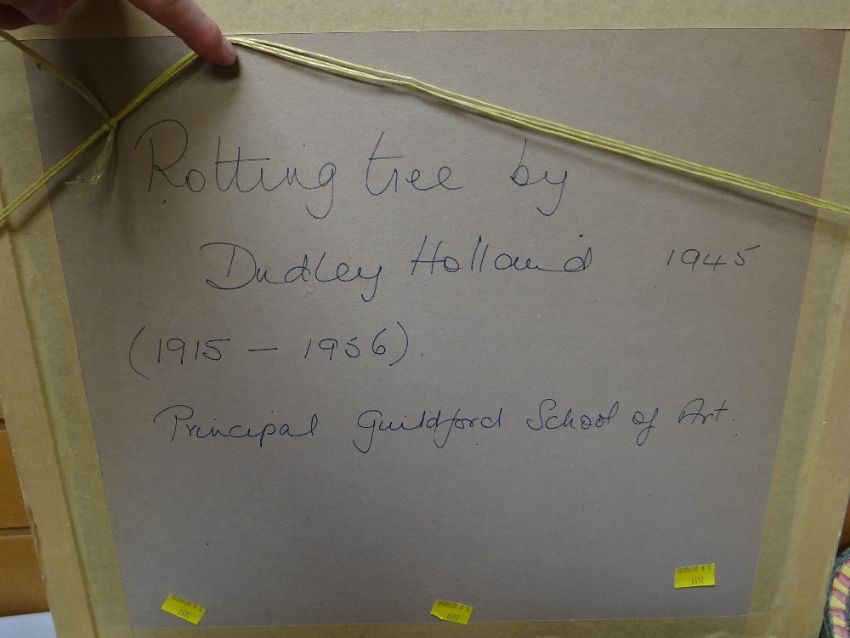 Rotting tree by
Dudley Holland 1945
(1915 – 1956).
Principal Guildford School of Art.